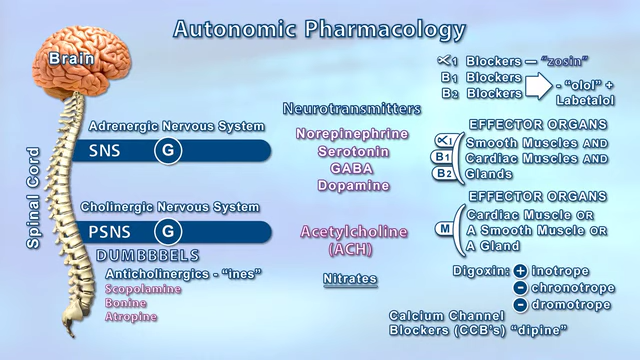 Autonomic Pharmacology
Brain
Spinal Cord
Adrenergic Nervous System
SNS G
Cholinergic Nervous System
PSNS G
DUMBBBELS
Anticholinergics - "ines"
Scopolamine
Bonine
Atropine
Neurotransmitters
Norepinephrine
Serotonin
GABA
Dopamine
Acetylcholine
(ACH)
Nitrates
∝1 Blockers — "zosin"
B1 Blockers
B2 Blockers
- "olol" +
Labetalol
EFFECTOR ORGANS
∝1 Smooth Muscles AND
B1 Cardiac Muscles AND
B2 Glands
EFFECTOR ORGANS
Cardiac Muscle OR
M A Smooth Muscle OR
A Gland
Digoxin: + inotrope
- chronotrope
- dromotrope
Calcium Channel
Blockers (CCB's) "dipine"